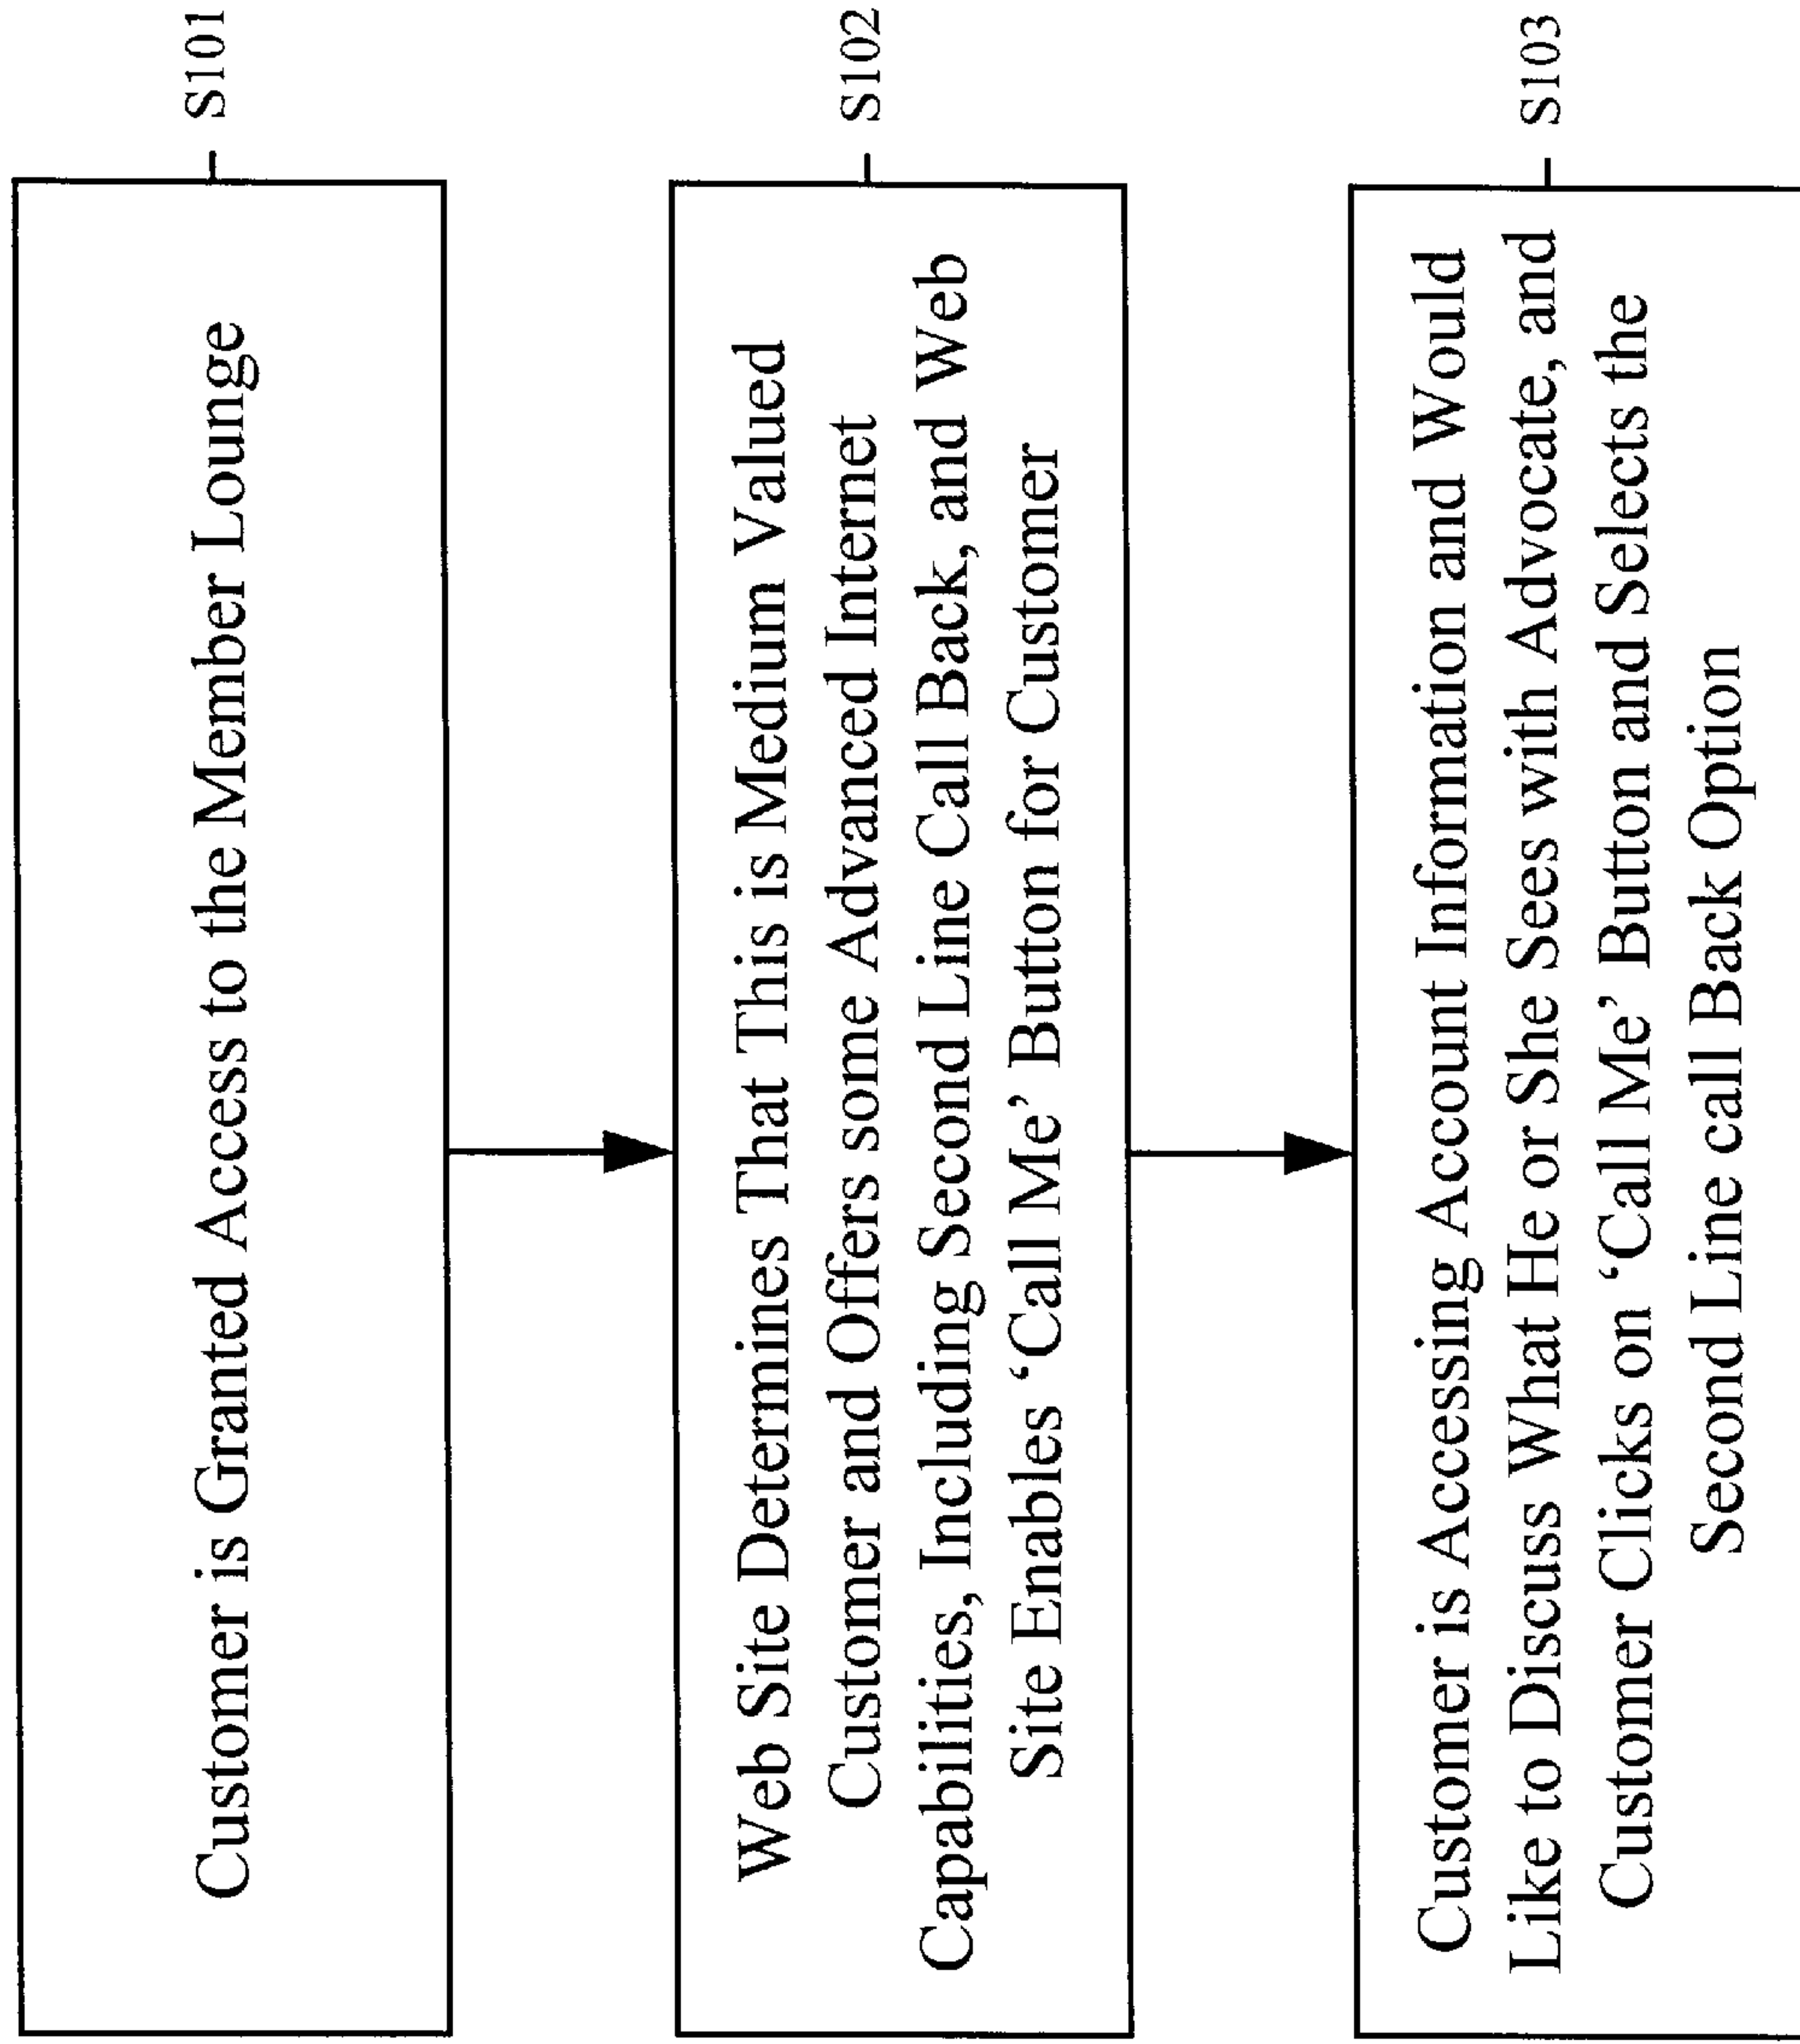 Customer is Granted Access to the Member Lounge
S101
Web Site Determines That This is Medium Valued
Customer and Offers some Advanced Internet
Capabilities, Including Second Line Call Back, and Web
Site Enables ‘Call Me’ Button for Customer
S102
Customer is Accessing Account Information and Would
Like to Discuss What He or She Sees with Advocate, and
Customer Clicks on ‘Call Me’ Button and Selects the
Second Line call Back Option
S103